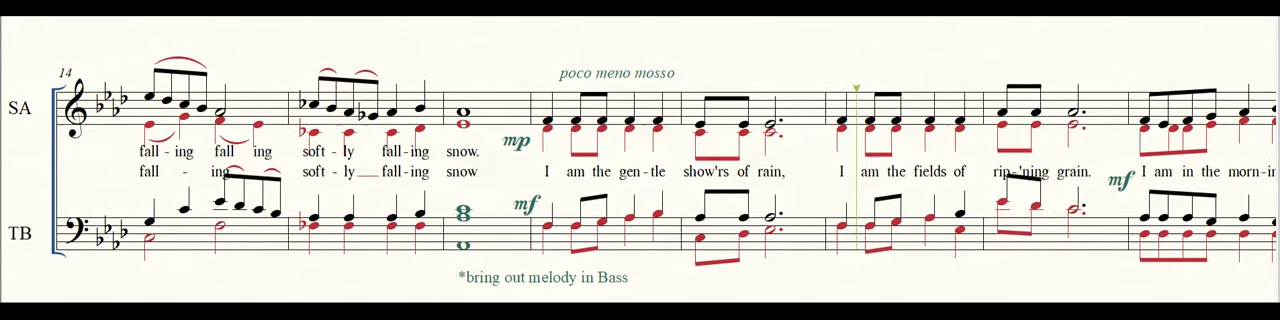 14
poco meno mosso
SA
mp
fall - ing fall ing soft - ly fall - ing snow.
fall - ing soft - ly fall - ing snow I am the gen - tle show'rs of rain, I am the fields of rip - 'ning grain. I am in the morn - in
mf
mf
TB
*bring out melody in Bass